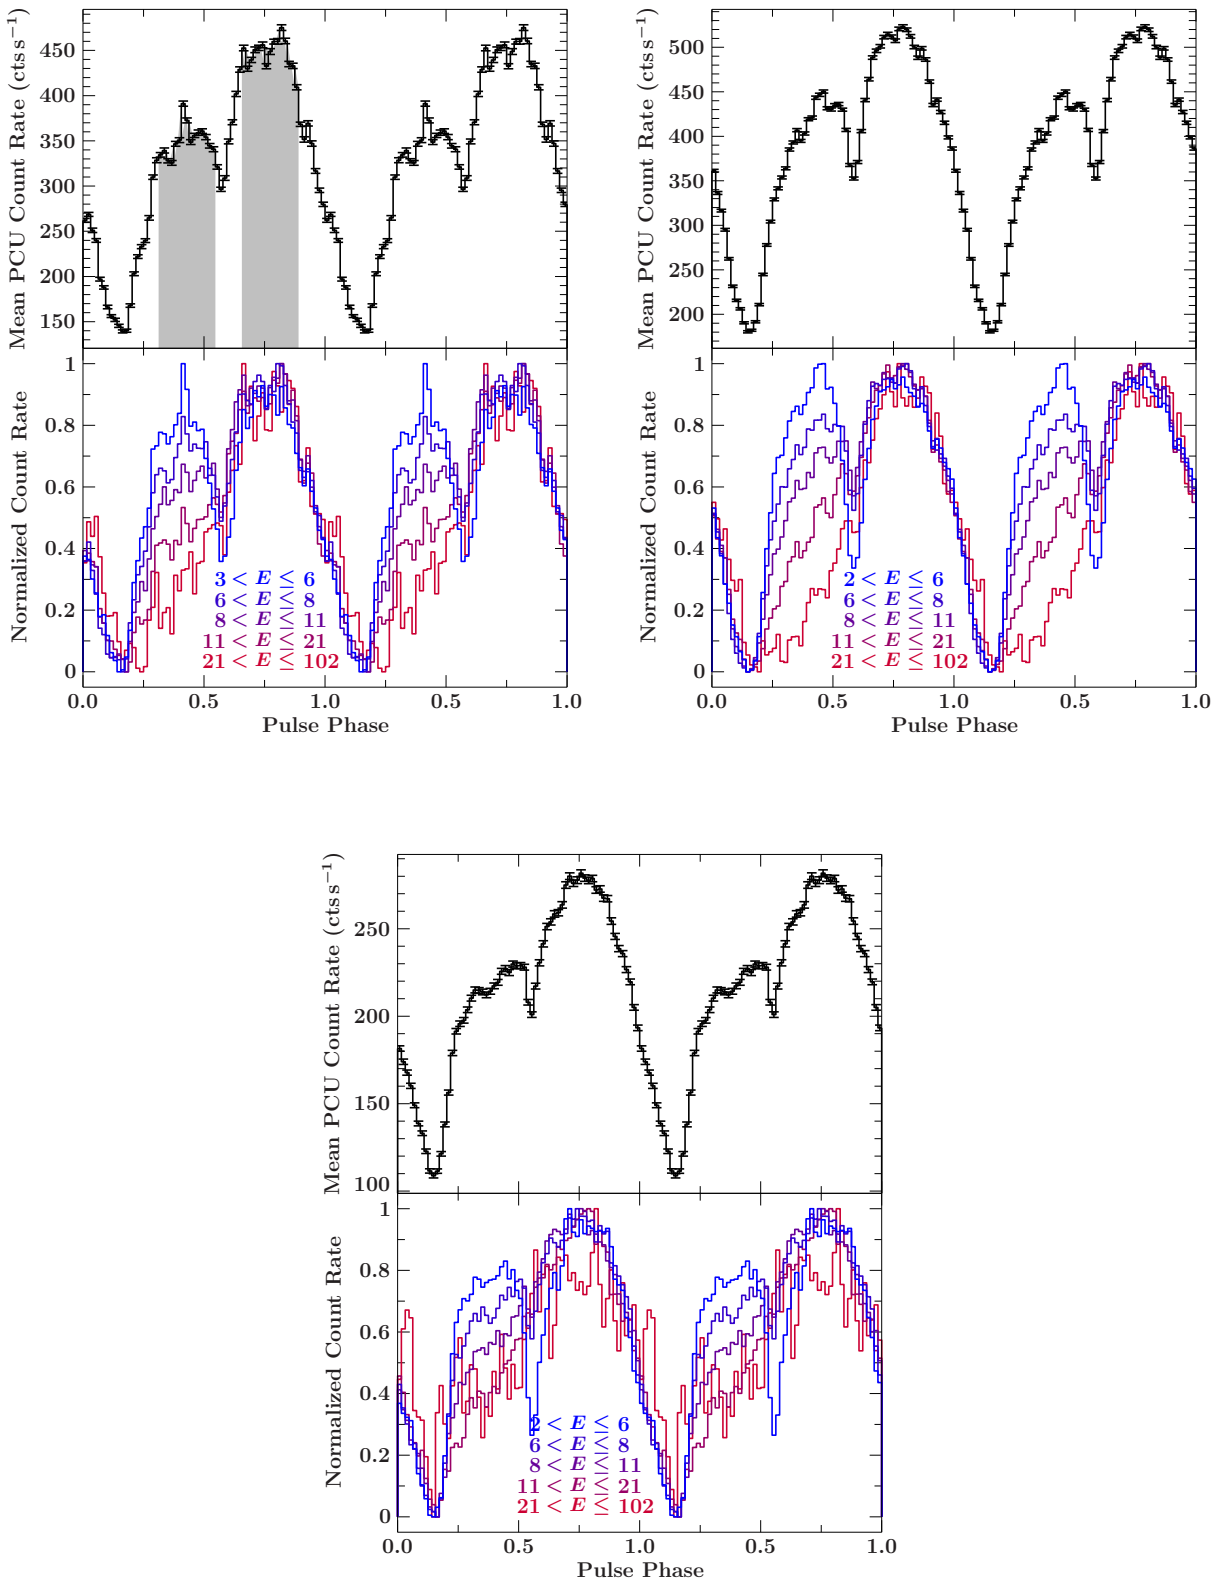 Mean PCU Count Rate (cts s−1)
450
400
350
300
250
200
150
Normalized Count Rate
1
0.8
0.6
0.4
0.2
0
3 < E ≤ 6
6 < E ≤ 8
8 < E ≤ 11
11 < E ≤ 21
21 < E ≤ 102
0.0 0.5 1.0 0.5 1.0
Pulse Phase
Mean PCU Count Rate (cts s−1)
500
450
400
350
300
250
200
Normalized Count Rate
1
0.8
0.6
0.4
0.2
0
2 < E ≤ 6
6 < E ≤ 8
8 < E ≤ 11
11 < E ≤ 21
21 < E ≤ 102
0.0 0.5 1.0 0.5 1.0
Pulse Phase
Mean PCU Count Rate (cts s−1)
250
200
150
100
Normalized Count Rate
1
0.8
0.6
0.4
0.2
0
2 < E ≤ 6
6 < E ≤ 8
8 < E ≤ 11
11 < E ≤ 21
21 < E ≤ 102
0.0 0.5 1.0 0.5 1.0
Pulse Phase